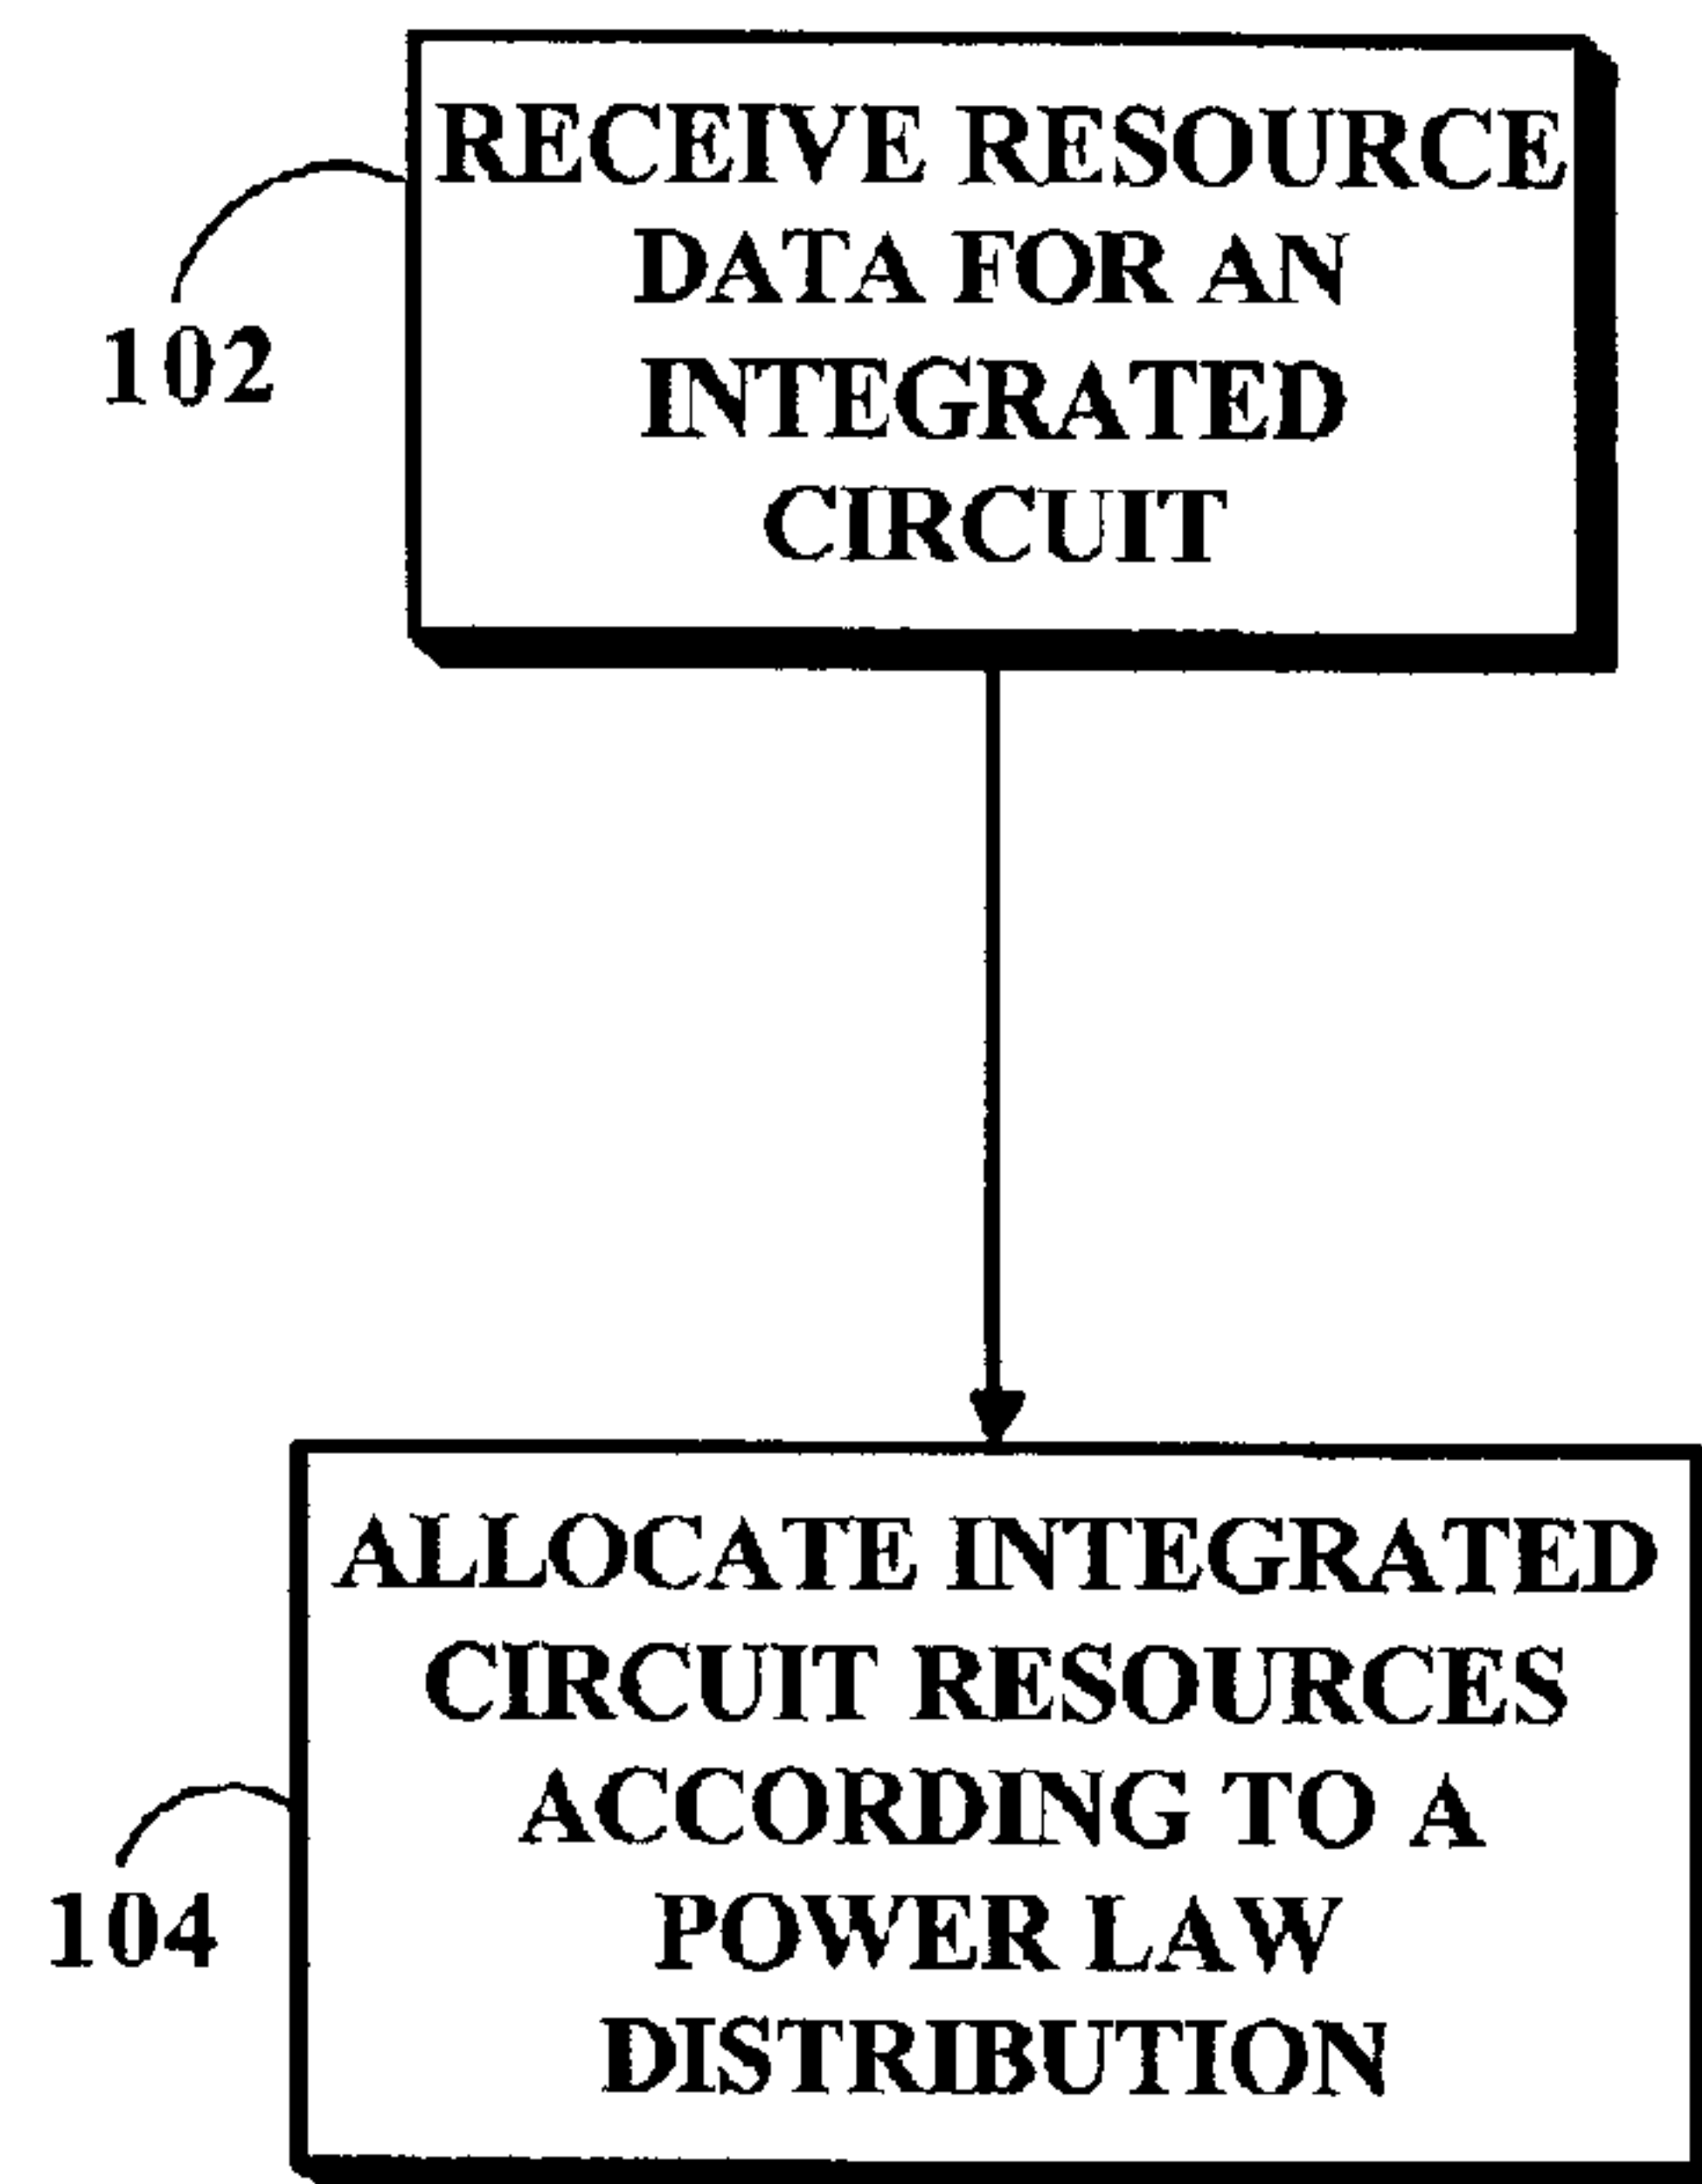 RECEIVE RESOURCE
DATA FOR AN
INTEGRATED
CIRCUIT
102
ALLOCATE INTEGRATED
CIRCUIT RESOURCES
ACCORDING TO A
POWER LAW
DISTRIBUTION
104